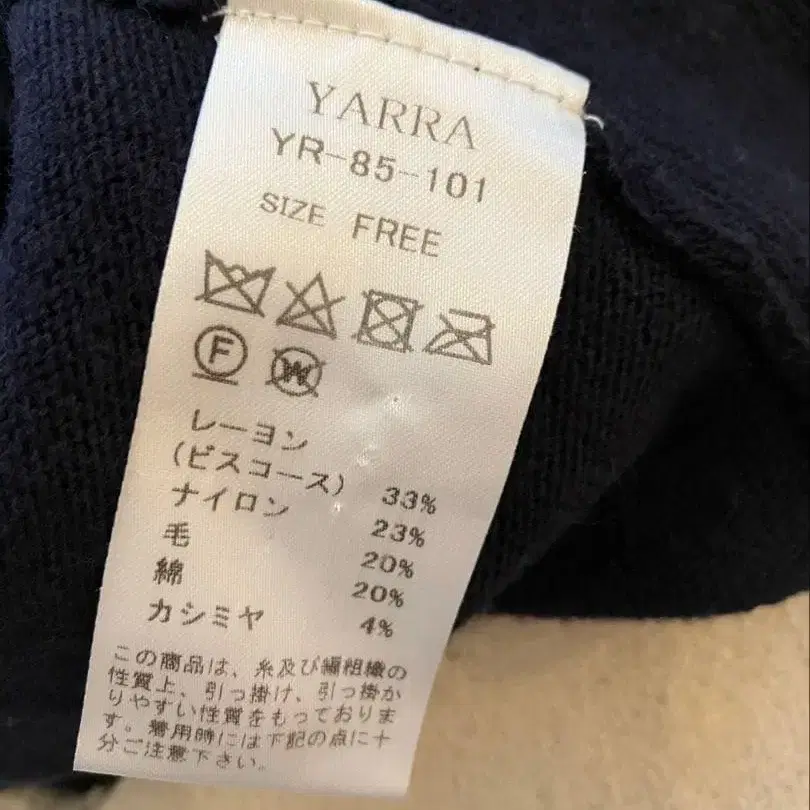 YARRA
YR-85-101
SIZE FREE
F
W
レーヨン
(ビスコース) 33%
ナイロン 23%
毛 20%
綿 20%
カシミヤ 4%
この商品は、糸及び編組織の
性質上、引っ掛け、引っ掛か
りやすい性質をもっておりま
す。着用時には下記の点に十
分ご注意下さい。